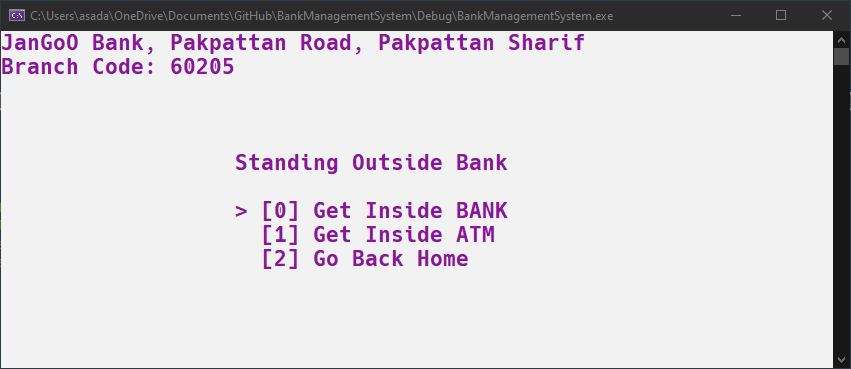 C:\Users\asada\OneDrive\Documents\GitHub\BankManagementSystem\Debug\BankManagementSystem.exe
JanGoO Bank, Pakpattan Road, Pakpattan Sharif
Branch Code: 60205
Standing Outside Bank
> [0] Get Inside BANK
[1] Get Inside ATM
[2] Go Back Home